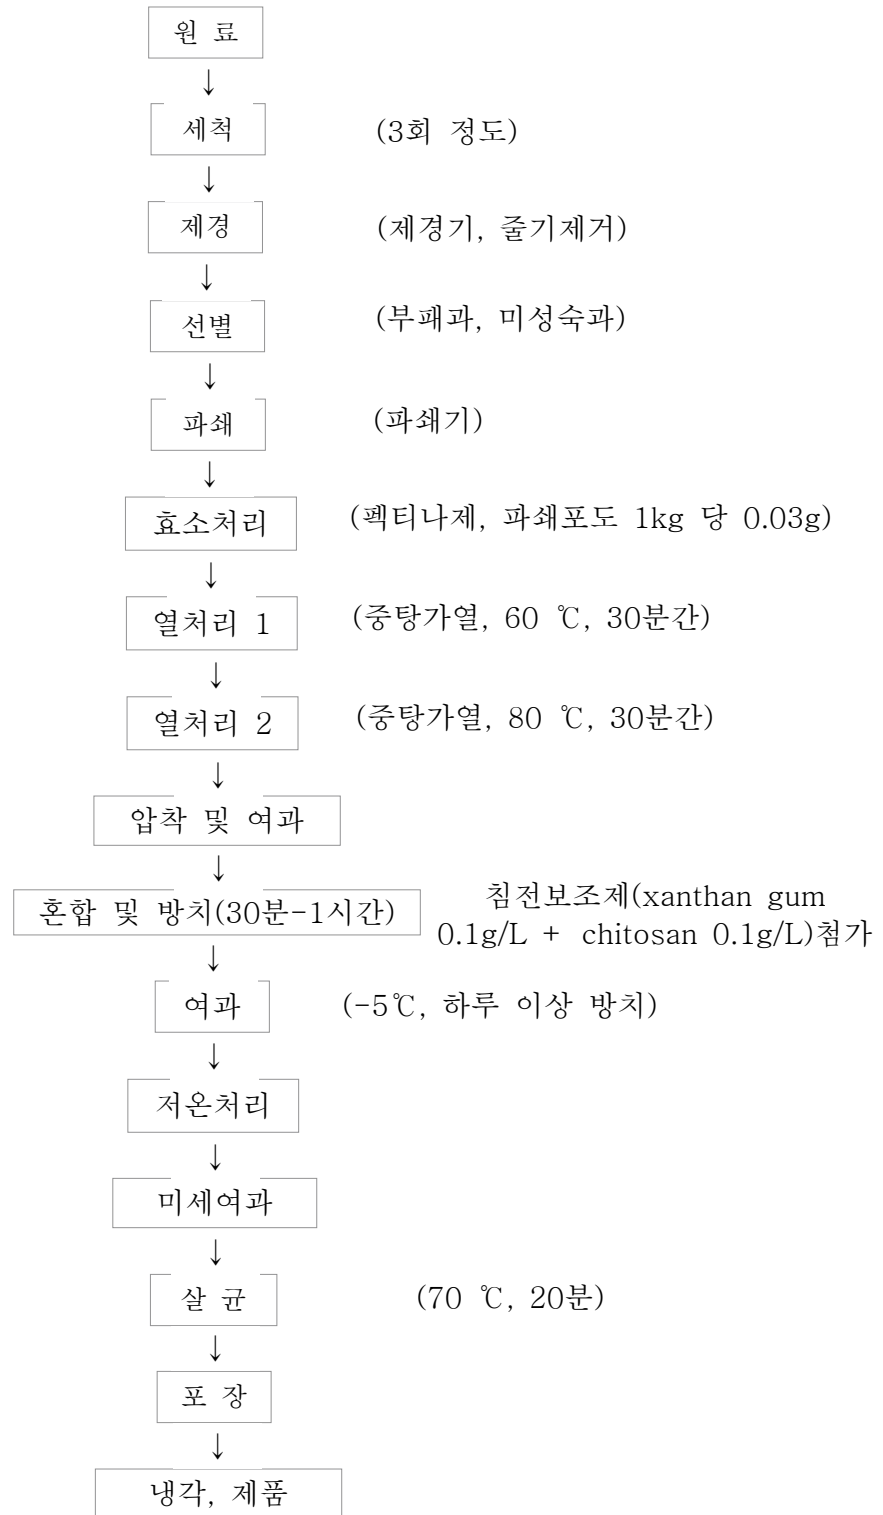 원 료
↓
세척 (3회 정도)
↓
제경 (제경기, 줄기제거)
↓
선별 (부패과, 미성숙과)
↓
파쇄 (파쇄기)
↓
효소처리 (펙티나제, 파쇄포도 1kg 당 0.03g)
↓
열처리 1 (중탕가열, 60 ℃, 30분간)
↓
열처리 2 (중탕가열, 80 ℃, 30분간)
↓
압착 및 여과
↓
혼합 및 방치(30분-1시간) 침전보조제(xanthan gum
0.1g/L + chitosan 0.1g/L)첨가
↓
여과 (-5℃, 하루 이상 방치)
↓
저온처리
↓
미세여과
↓
살 균 (70 ℃, 20분)
↓
포 장
↓
냉각, 제품